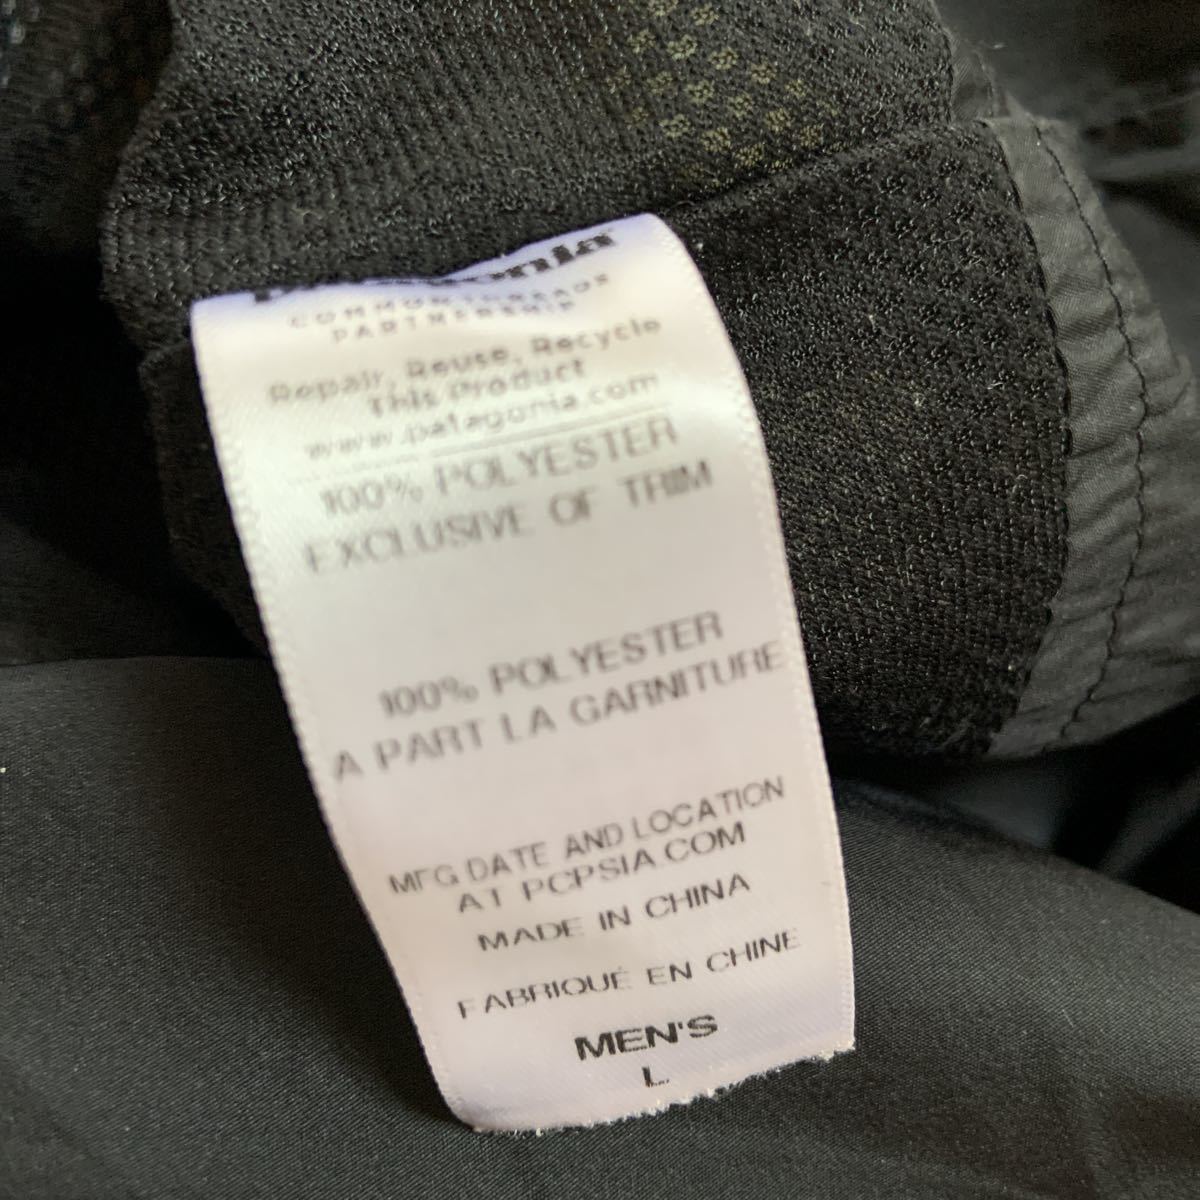 patagonia
COMMON THREADS
PARTNERSHIP
Repair, Reuse, Recycle
This Product
www.patagonia.com
100% POLYESTER
EXCLUSIVE OF TRIM
100% POLYESTER
A PART LA GARNITURE
MFG DATE AND LOCATION
AT PCPSIA.COM
MADE IN CHINA
FABRIQUÉ EN CHINE
MEN'S
L